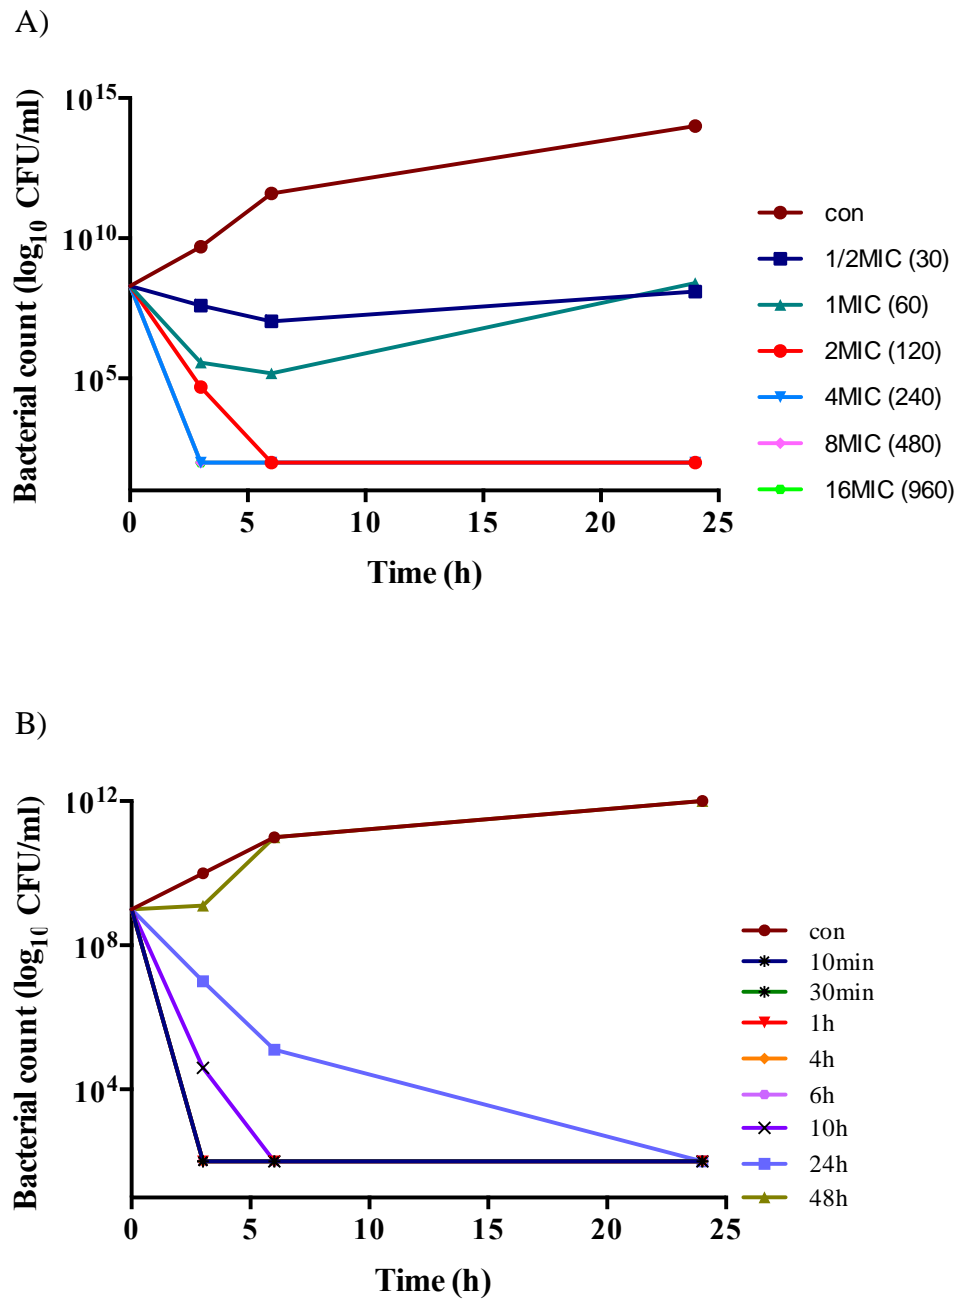 A)
Bacterial count (log10 CFU/ml)
10^15
10^10
10^5
0 5 10 15 20 25
Time (h)
con
1/2MIC (30)
1MIC (60)
2MIC (120)
4MIC (240)
8MIC (480)
16MIC (960)
B)
Bacterial count (log10 CFU/ml)
10^12
10^8
10^4
0 5 10 15 20 25
Time (h)
con
10min
30min
1h
4h
6h
10h
24h
48h